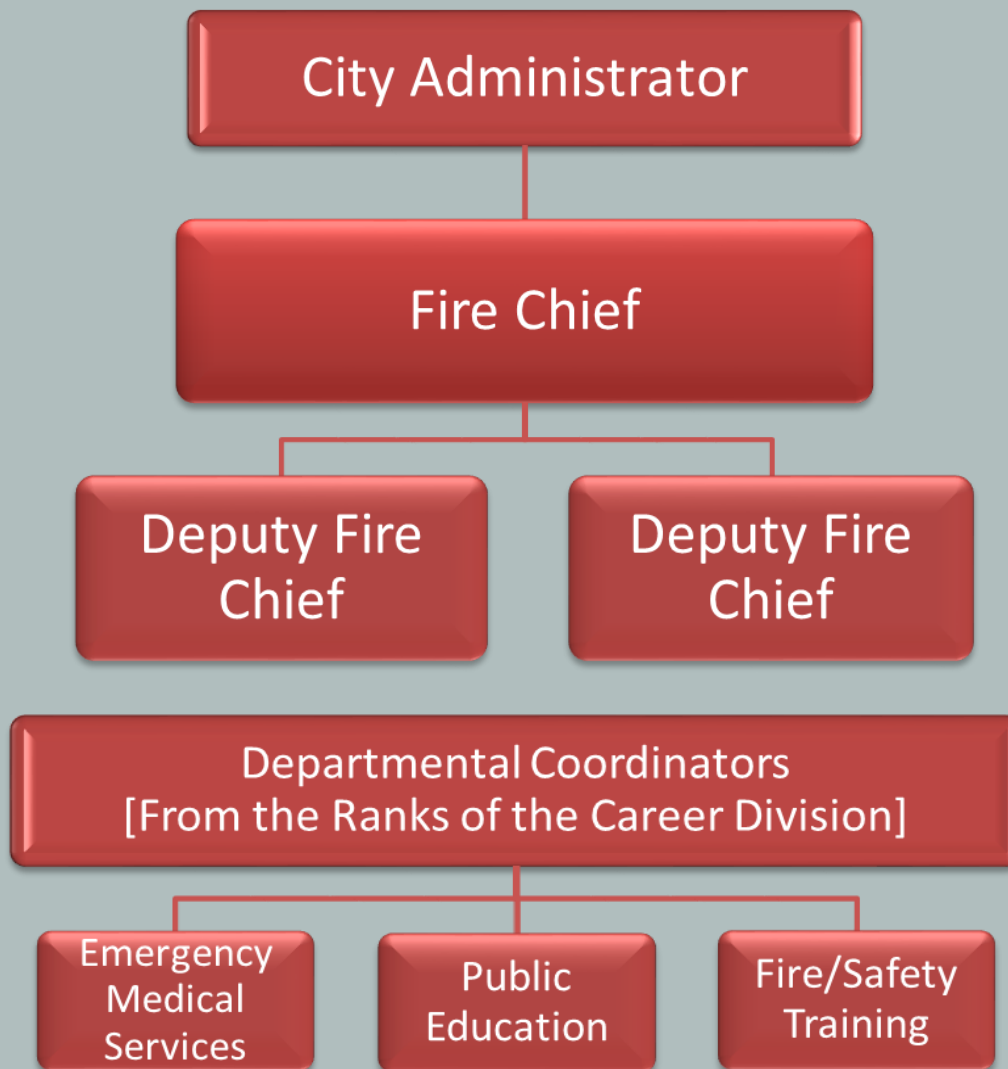 City Administrator
Fire Chief
Deputy Fire
Chief
Deputy Fire
Chief
Departmental Coordinators
[From the Ranks of the Career Division]
Emergency
Medical
Services
Public
Education
Fire/Safety
Training